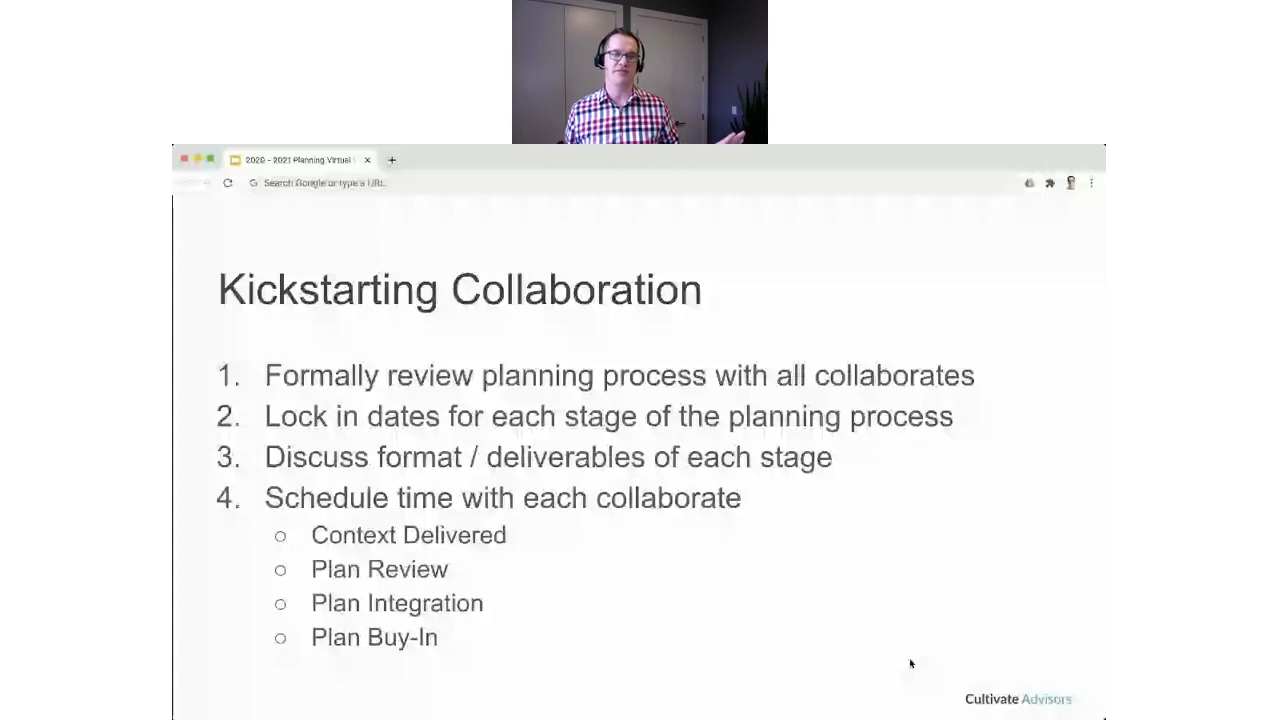 2020 - 2021 Planning Virtual
Search Google or type a URL
Kickstarting Collaboration
1. Formally review planning process with all collaborates
2. Lock in dates for each stage of the planning process
3. Discuss format / deliverables of each stage
4. Schedule time with each collaborate
○ Context Delivered
○ Plan Review
○ Plan Integration
○ Plan Buy-In
Cultivate Advisors